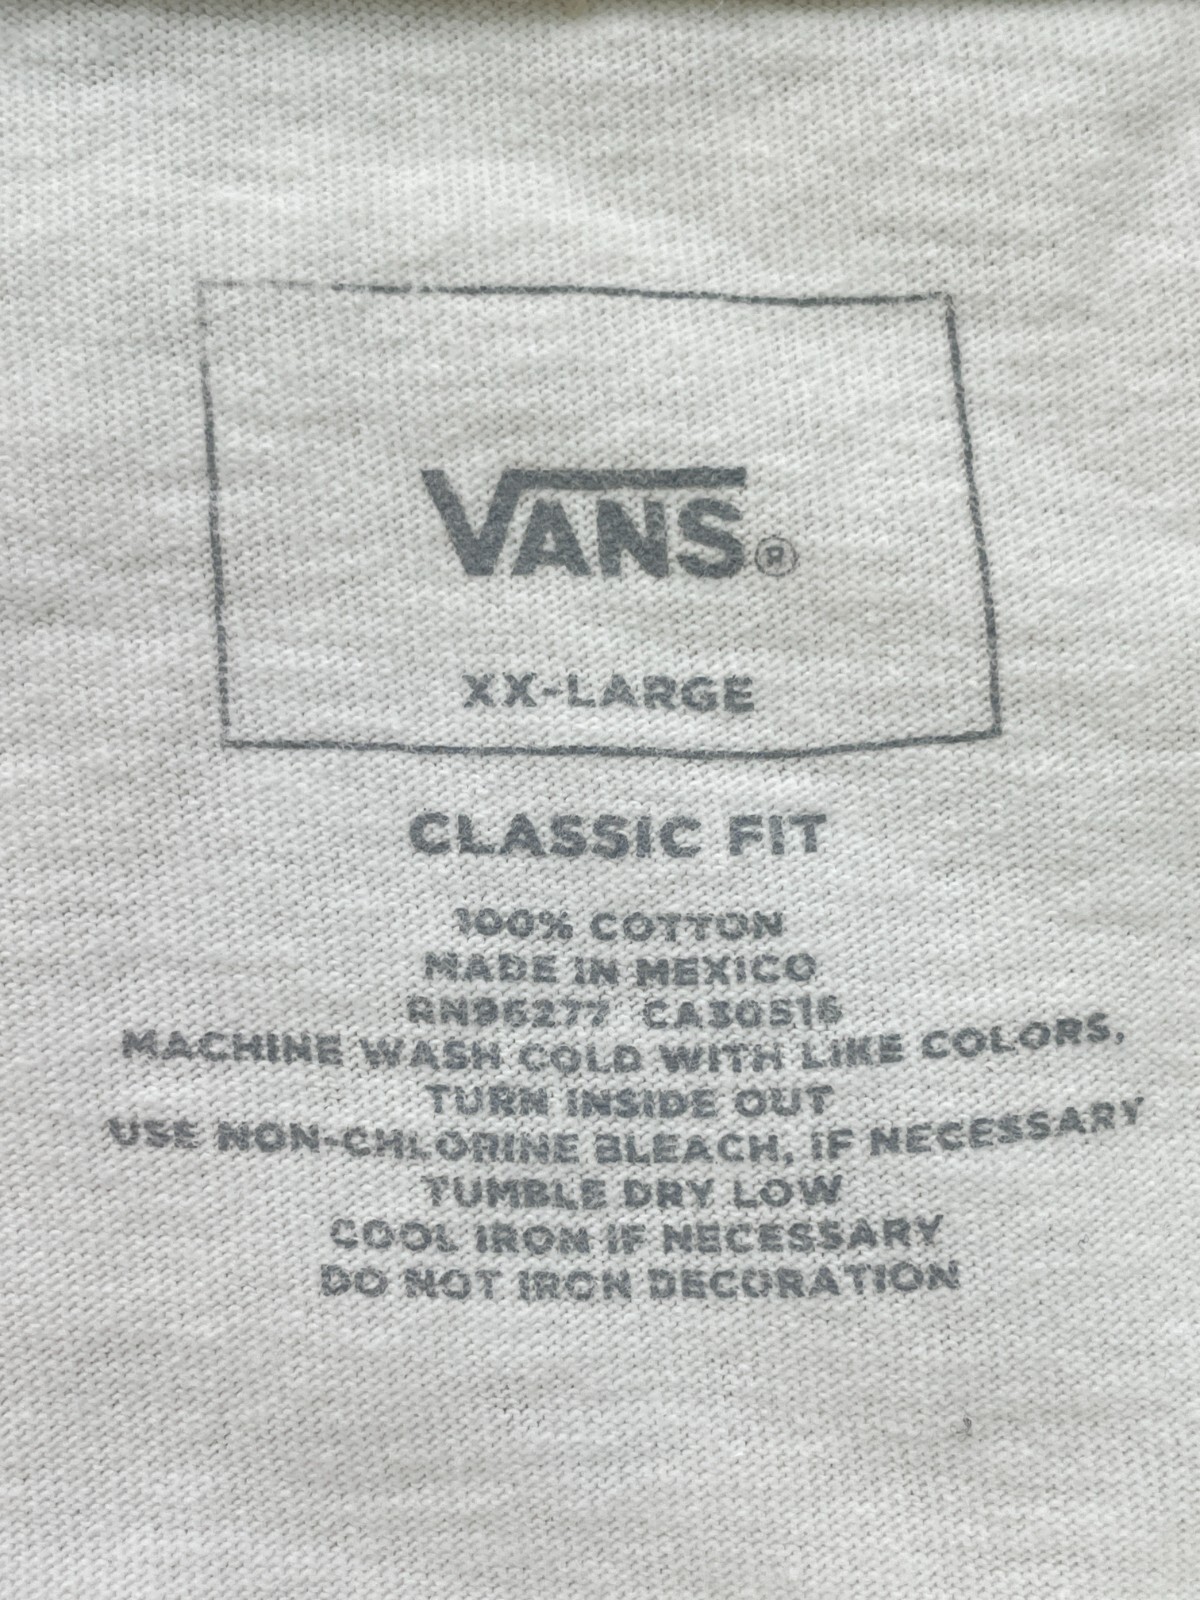 VANS®
XX-LARGE
CLASSIC FIT
100% COTTON
MADE IN MEXICO
RN96277 CA30516
MACHINE WASH COLD WITH LIKE COLORS,
TURN INSIDE OUT
USE NON-CHLORINE BLEACH, IF NECESSARY
TUMBLE DRY LOW
COOL IRON IF NECESSARY
DO NOT IRON DECORATION